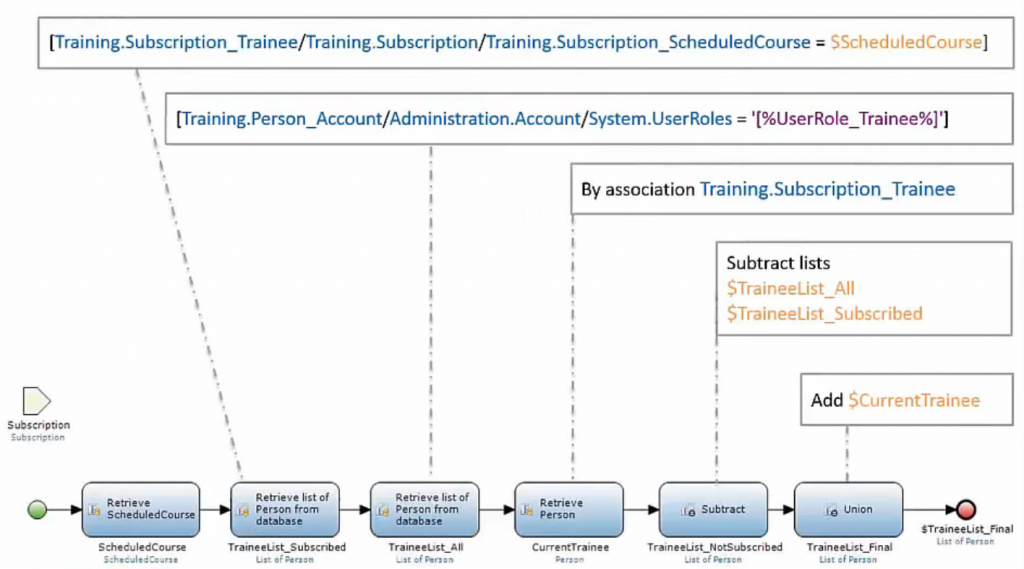 [Training.Subscription_Trainee/Training.Subscription/Training.Subscription_ScheduledCourse = $ScheduledCourse]
[Training.Person_Account/Administration.Account/System.UserRoles = '[%UserRole_Trainee%]']
By association Training.Subscription_Trainee
Subtract lists
$TraineeList_All
$TraineeList_Subscribed
Add $CurrentTrainee
Subscription
Subscription
Retrieve
ScheduledCourse
ScheduledCourse
ScheduledCourse
Retrieve list of
Person from
database
TraineeList_Subscribed
List of Person
Retrieve list of
Person from
database
TraineeList_All
List of Person
Retrieve
Person
CurrentTrainee
Person
Subtract
TraineeList_NotSubscribed
List of Person
Union
TraineeList_Final
List of Person
$TraineeList_Final
List of Person